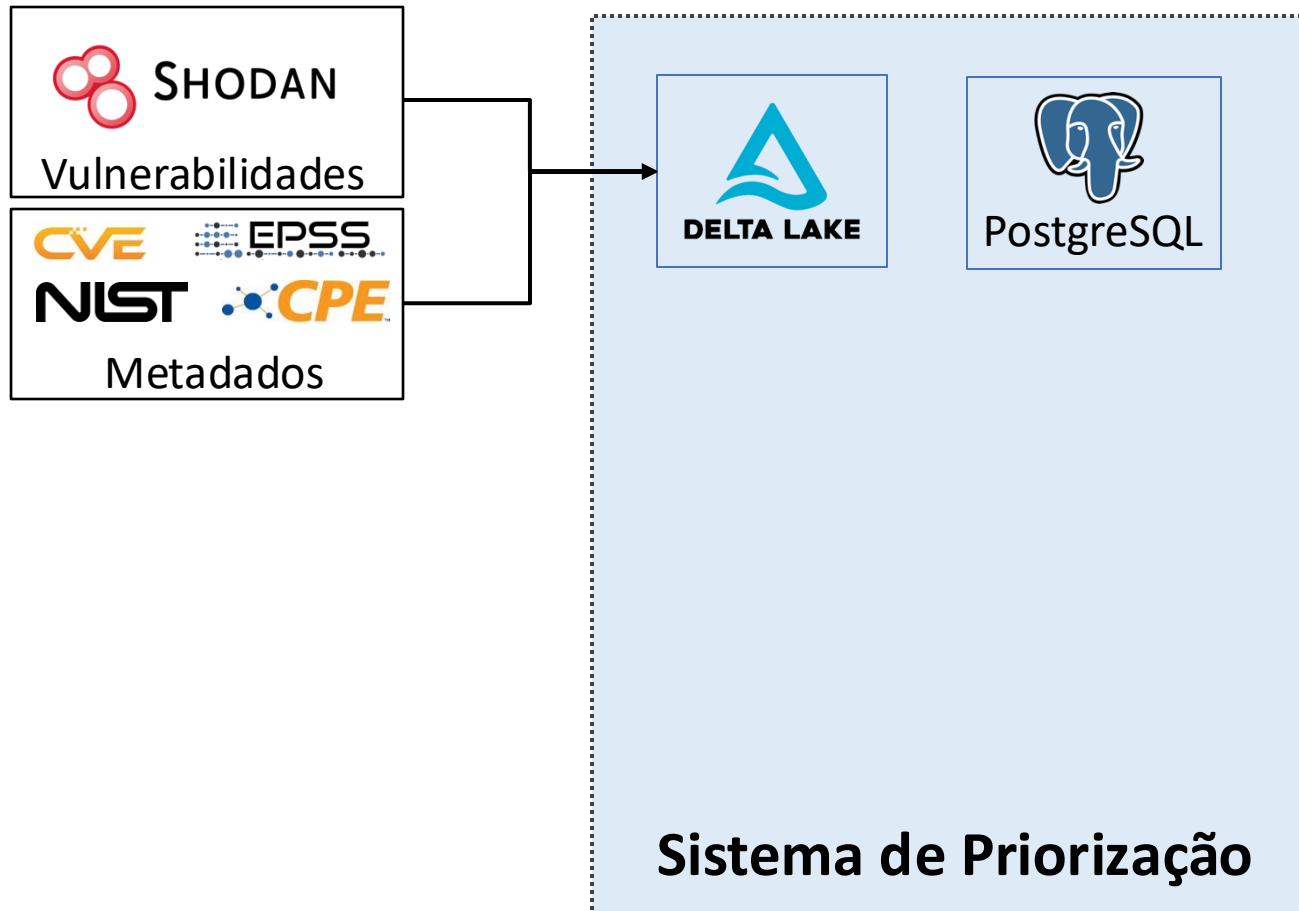 SHODAN
Vulnerabilidades
CVE EPSS
NIST CPE
Metadados
DELTA LAKE
PostgreSQL
Sistema de Priorização